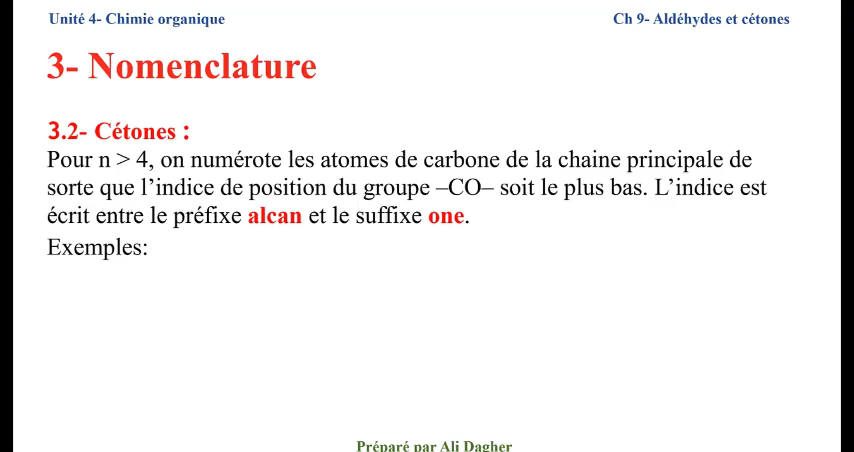 Unité 4- Chimie organique
Ch 9- Aldéhydes et cétones
3- Nomenclature
3.2- Cétones :
Pour n > 4, on numérote les atomes de carbone de la chaine principale de
sorte que l’indice de position du groupe –CO– soit le plus bas. L’indice est
écrit entre le préfixe alcan et le suffixe one.
Exemples:
Préparé par Ali Dagher